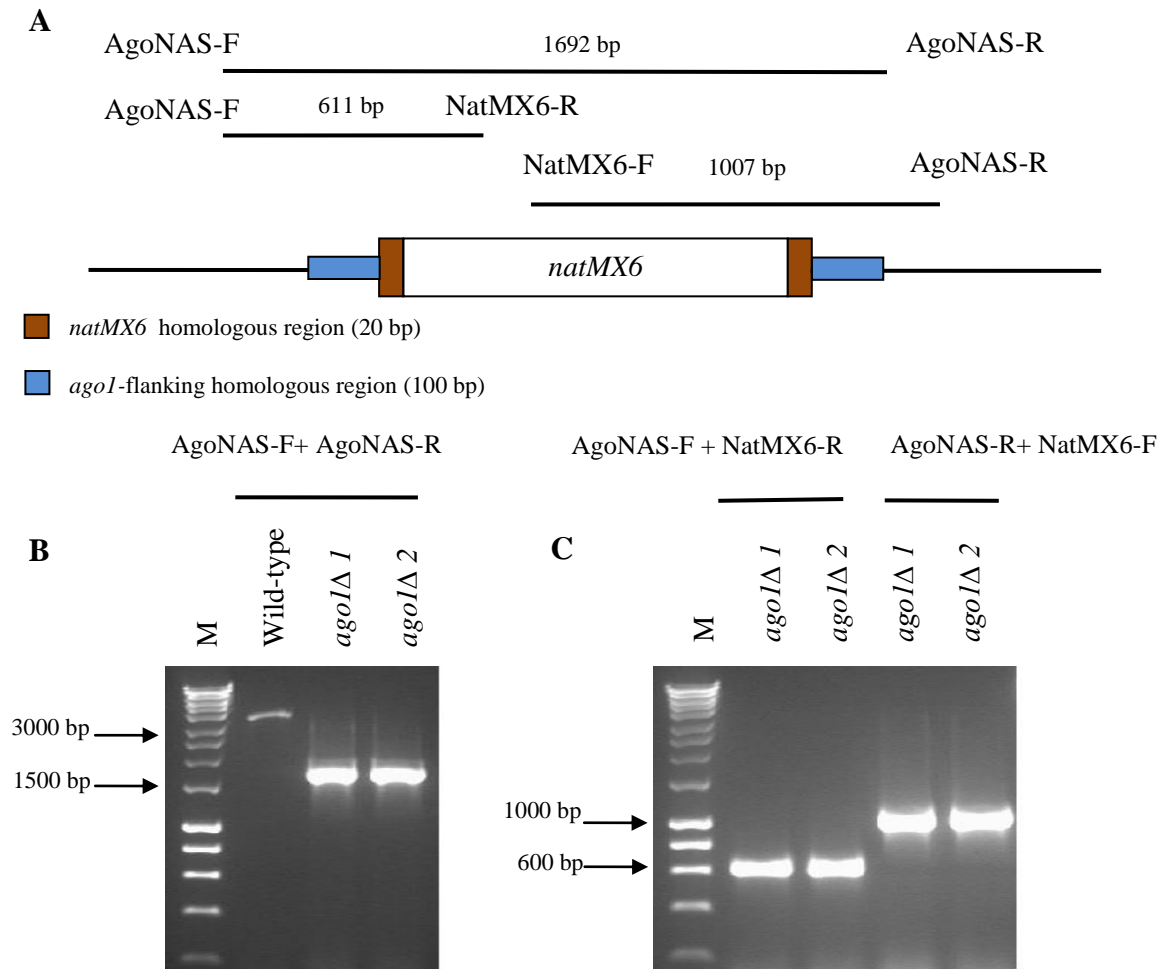 A
AgoNAS-F 1692 bp AgoNAS-R
AgoNAS-F 611 bp NatMX6-R
NatMX6-F 1007 bp AgoNAS-R
natMX6
natMX6 homologous region (20 bp)
ago1-flanking homologous region (100 bp)
AgoNAS-F+ AgoNAS-R
AgoNAS-F + NatMX6-R
AgoNAS-R+ NatMX6-F
B
M
Wild-type
ago1Δ 1
ago1Δ 2
3000 bp
1500 bp
C
M
ago1Δ 1
ago1Δ 2
ago1Δ 1
ago1Δ 2
1000 bp
600 bp